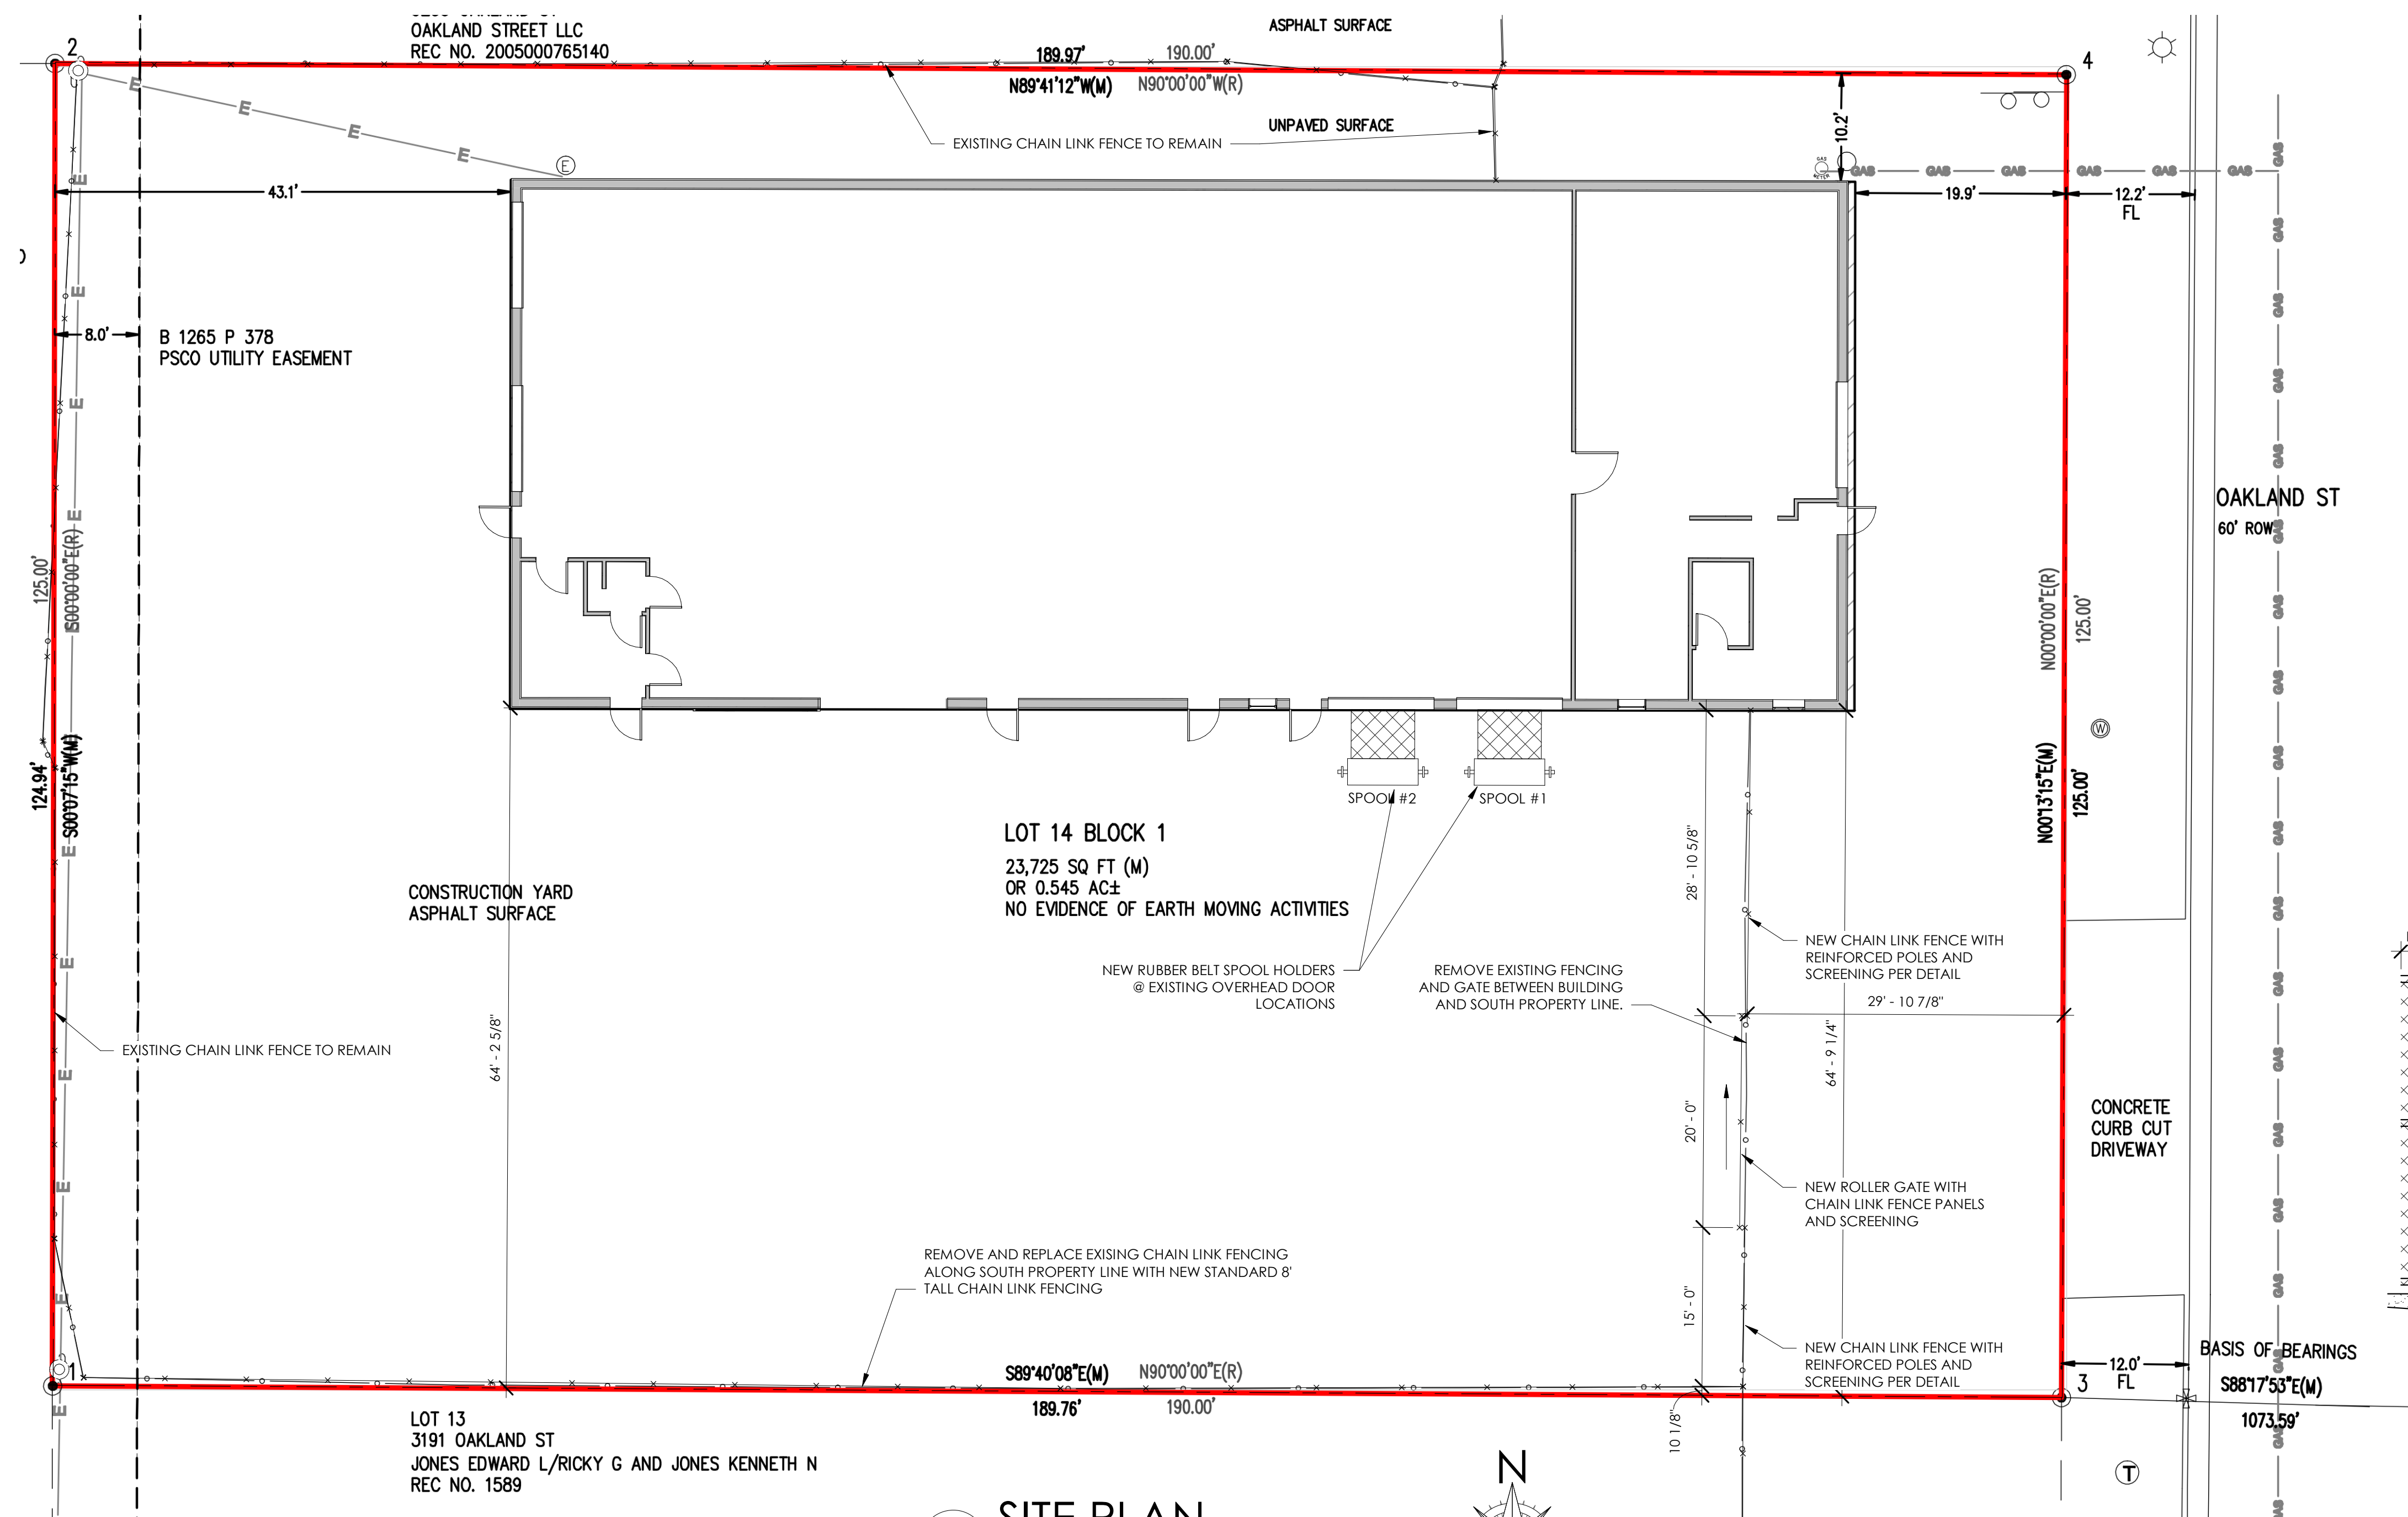 OAKLAND STREET LLC
REC NO. 2005000765140
2
189.97' 190.00'
N89°41'12"W(M) N90°00'00"W(R)
ASPHALT SURFACE
UNPAVED SURFACE
EXISTING CHAIN LINK FENCE TO REMAIN
4
10.2'
E
E
E
E
E
43.1'
GAS
GAS GAS GAS GAS GAS GAS
19.9'
12.2'
FL
8.0'
B 1265 P 378
PSCO UTILITY EASEMENT
OAKLAND ST
60' ROW
125.00'
S00°00'00"E(R)
124.94'
S00°07'15"W(M)
N00°00'00"E(R)
125.00'
N00°13'15"E(M)
125.00'
W
SPOOL #2
SPOOL #1
LOT 14 BLOCK 1
23,725 SQ FT (M)
OR 0.545 AC±
NO EVIDENCE OF EARTH MOVING ACTIVITIES
CONSTRUCTION YARD
ASPHALT SURFACE
28' - 10 5/8"
NEW CHAIN LINK FENCE WITH
REINFORCED POLES AND
SCREENING PER DETAIL
NEW RUBBER BELT SPOOL HOLDERS
@ EXISTING OVERHEAD DOOR
LOCATIONS
REMOVE EXISTING FENCING
AND GATE BETWEEN BUILDING
AND SOUTH PROPERTY LINE.
29' - 10 7/8"
EXISTING CHAIN LINK FENCE TO REMAIN
64' - 2 5/8"
64' - 9 1/4"
20' - 0"
CONCRETE
CURB CUT
DRIVEWAY
NEW ROLLER GATE WITH
CHAIN LINK FENCE PANELS
AND SCREENING
REMOVE AND REPLACE EXISING CHAIN LINK FENCING
ALONG SOUTH PROPERTY LINE WITH NEW STANDARD 8'
TALL CHAIN LINK FENCING
15' - 0"
NEW CHAIN LINK FENCE WITH
REINFORCED POLES AND
SCREENING PER DETAIL
1
S89°40'08"E(M) N90°00'00"E(R)
189.76' 190.00'
10 1/8"
3
12.0'
FL
BASIS OF BEARINGS
S88°17'53"E(M)
1073.59'
LOT 13
3191 OAKLAND ST
JONES EDWARD L/RICKY G AND JONES KENNETH N
REC NO. 1589
T
N
SITE PLAN